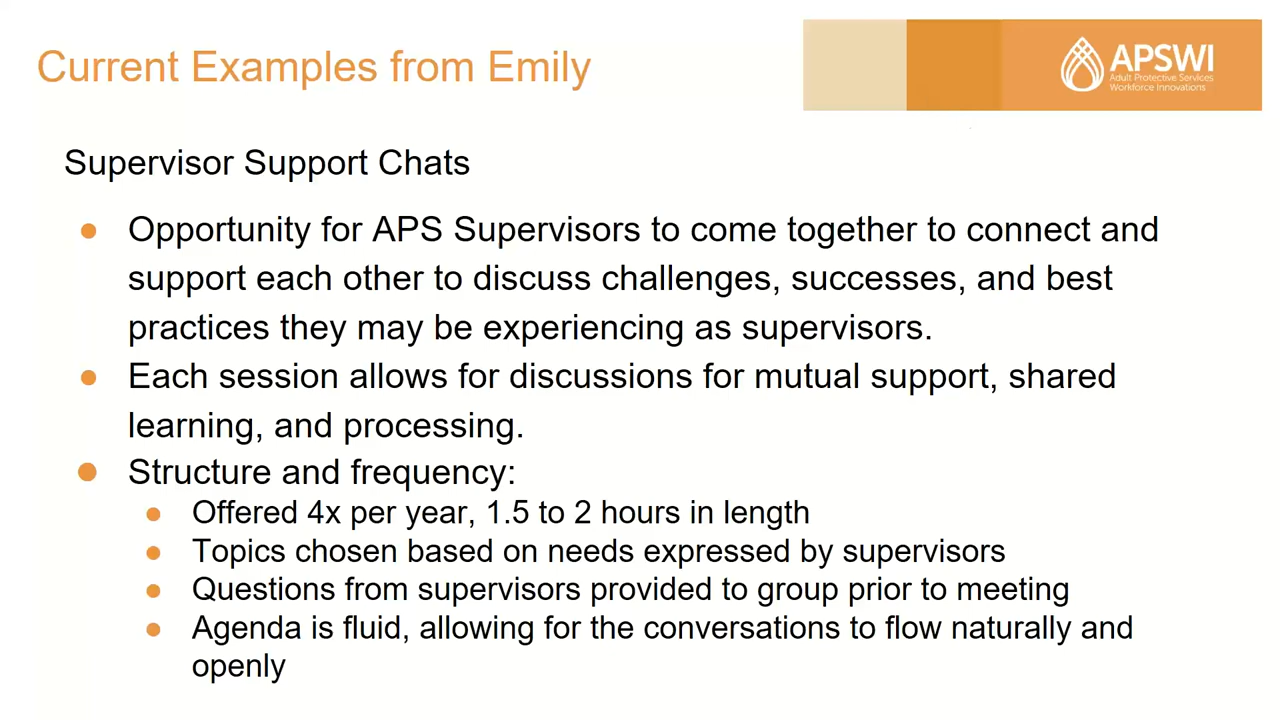 Current Examples from Emily
APSWI
Adult Protective Services
Workforce Innovations
Supervisor Support Chats
● Opportunity for APS Supervisors to come together to connect and
support each other to discuss challenges, successes, and best
practices they may be experiencing as supervisors.
● Each session allows for discussions for mutual support, shared
learning, and processing.
● Structure and frequency:
● Offered 4x per year, 1.5 to 2 hours in length
● Topics chosen based on needs expressed by supervisors
● Questions from supervisors provided to group prior to meeting
● Agenda is fluid, allowing for the conversations to flow naturally and
openly